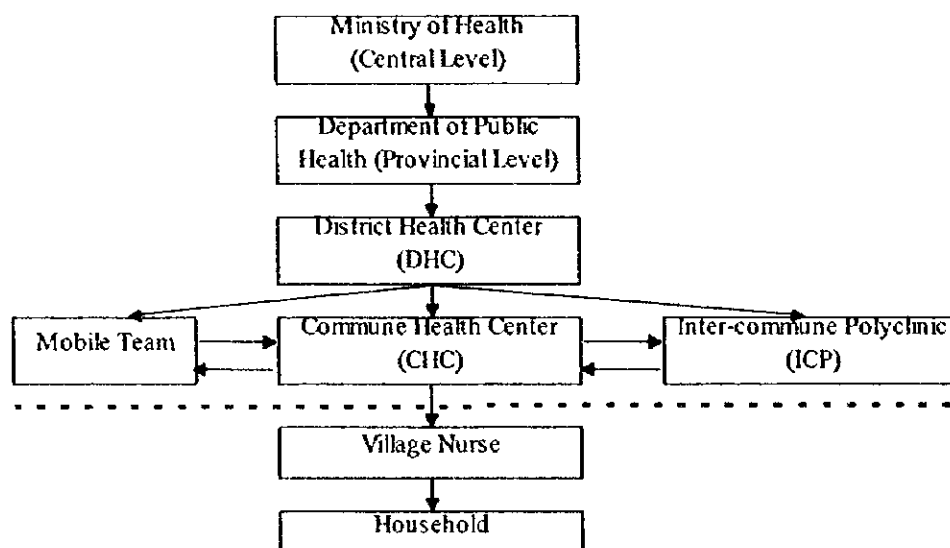 Ministry of Health
(Central Level)
Department of Public
Health (Provincial Level)
District Health Center
(DHC)
Mobile Team
Commune Health Center
(CHC)
Inter-commune Polyclinic
(ICP)
Village Nurse
Household